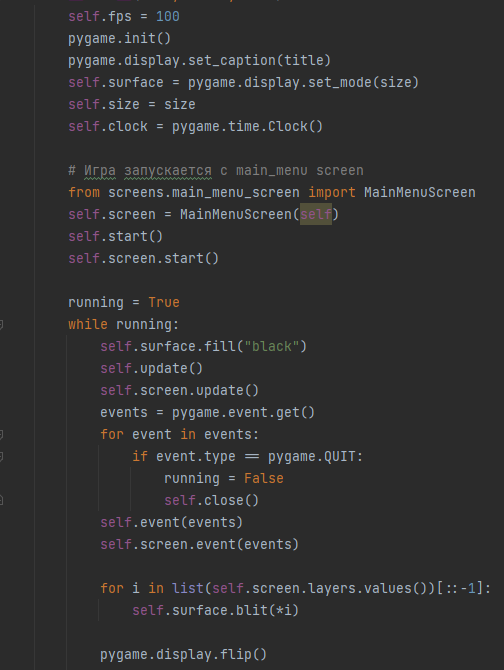 self.fps = 100
pygame.init()
pygame.display.set_caption(title)
self.surface = pygame.display.set_mode(size)
self.size = size
self.clock = pygame.time.Clock()
# Игра запускается с main_menu screen
from screens.main_menu_screen import MainMenuScreen
self.screen = MainMenuScreen(self)
self.start()
self.screen.start()
running = True
while running:
self.surface.fill("black")
self.update()
self.screen.update()
events = pygame.event.get()
for event in events:
if event.type == pygame.QUIT:
running = False
self.close()
self.event(events)
self.screen.event(events)
for i in list(self.screen.layers.values())[::-1]:
self.surface.blit(*i)
pygame.display.flip()